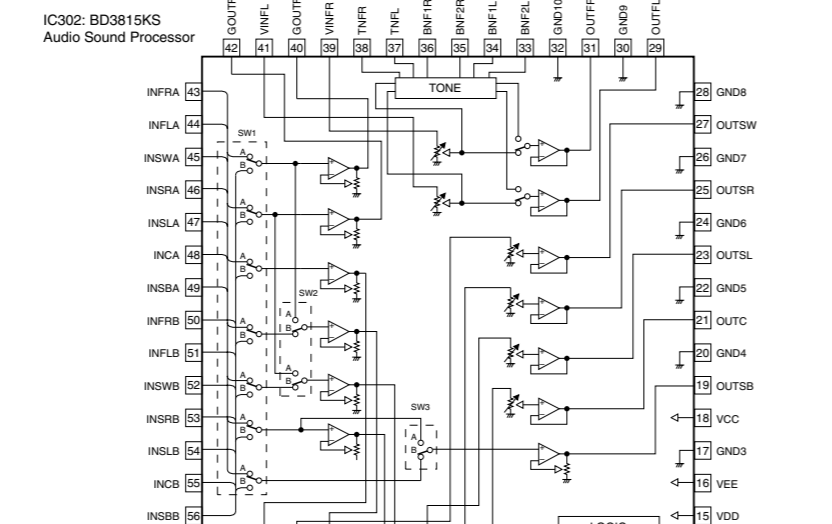 IC302: BD3815KS
Audio Sound Processor
GOUTF
VINFL
GOUTF
VINFR
TNFR
TNFL
BNF1R
BNF2R
BNF1L
BNF2L
GND10
OUTFF
GND9
OUTFL
42 41 40 39 38 37 36 35 34 33 32 31 30 29
TONE
INFRA 43
28 GND8
INFLA 44
27 OUTSW
SW1
INSWA 45
A
B
26 GND7
INSRA 46
25 OUTSR
A
B
INSLA 47
24 GND6
INCA 48
23 OUTSL
A
B
INSBA 49
22 GND5
SW2
INFRB 50
21 OUTC
A
B
A
B
INFLB 51
20 GND4
INSWB 52
19 OUTSB
A
B
A
B
SW3
INSRB 53
18 VCC
A
B
A
B
INSLB 54
17 GND3
INCB 55
16 VEE
A
B
INSBB 56
15 VDD